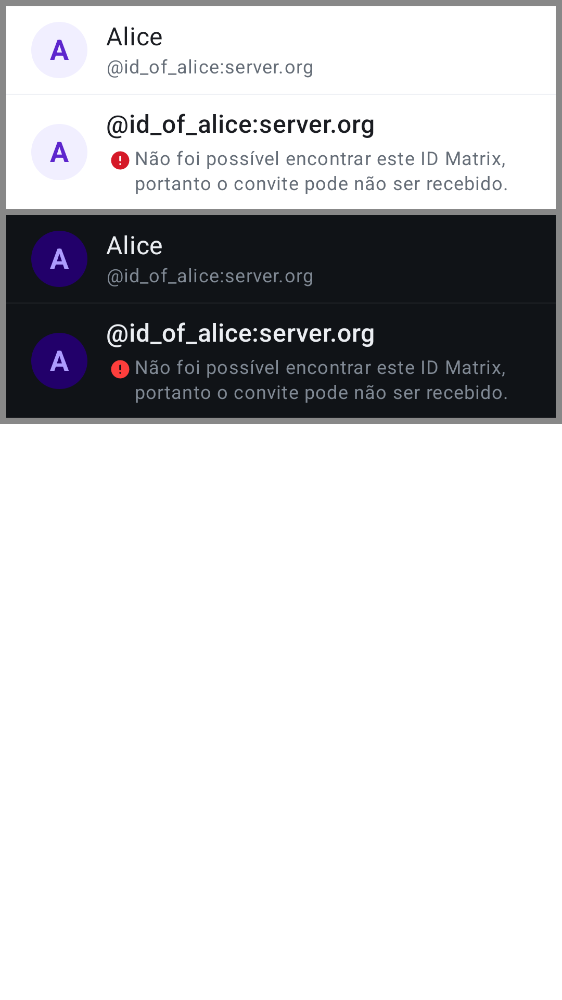 A
Alice
@id_of_alice:server.org
A
@id_of_alice:server.org
Não foi possível encontrar este ID Matrix,
portanto o convite pode não ser recebido.
A
Alice
@id_of_alice:server.org
A
@id_of_alice:server.org
Não foi possível encontrar este ID Matrix,
portanto o convite pode não ser recebido.